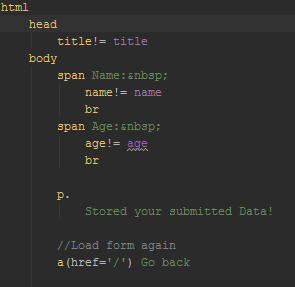 html
    head
        title!= title
    body
        span Name:&nbsp;
            name!= name
            br
        span Age:&nbsp;
            age!= age
            br

        p.
            Stored your submitted Data!

        //Load form again
        a(href='/') Go back